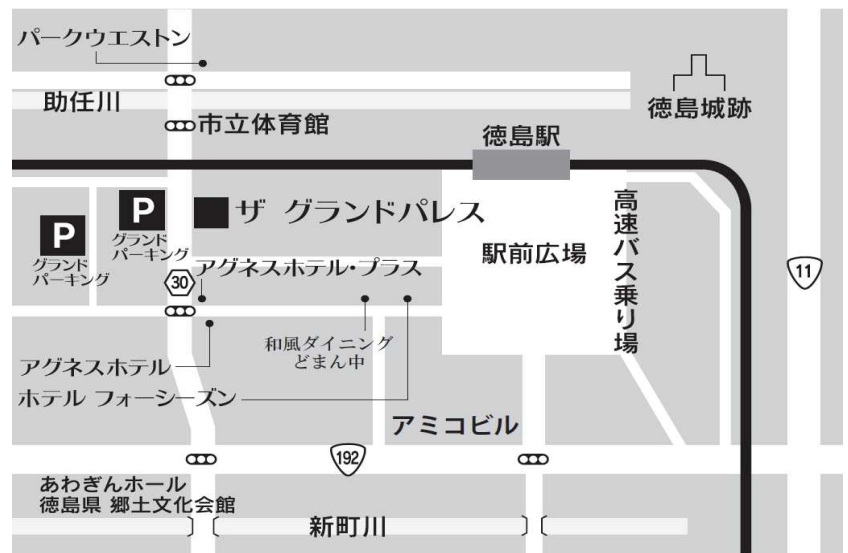 パークウエストン
助任川
市立体育館
徳島駅
徳島城跡
P
グランド
パーキング
P
グランド
パーキング
ザ グランドパレス
駅前広場
高速バス乗り場
11
30
アグネスホテル・プラス
アグネスホテル
和風ダイニング
どまん中
ホテル フォーシーズン
アミコビル
192
あわぎんホール
徳島県 郷土文化会館
新町川